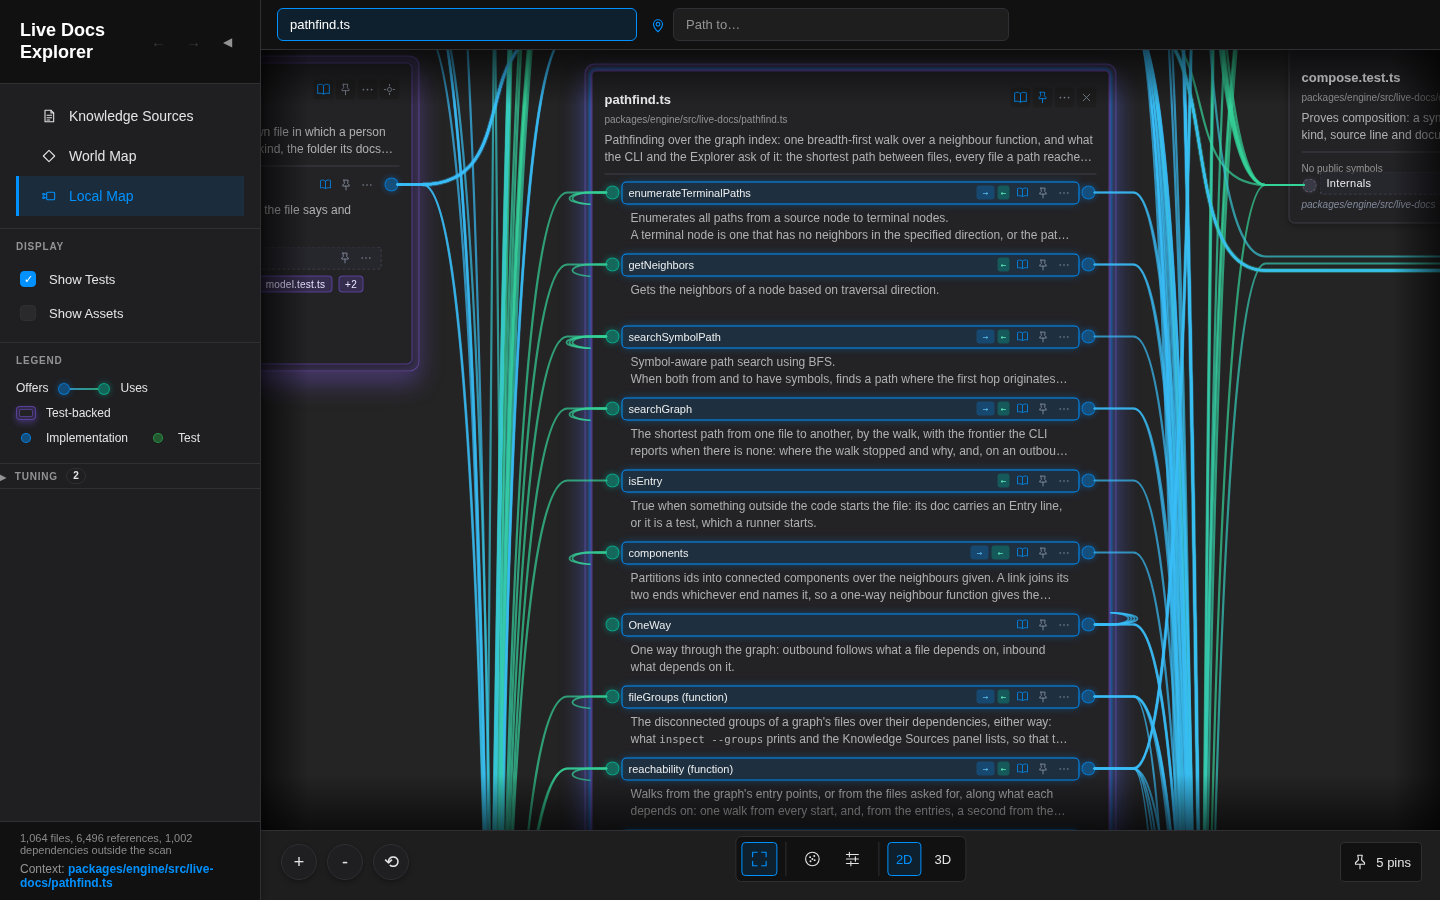 Live Docs
Explorer
pathfind.ts
Path to…
Knowledge Sources
World Map
Local Map
DISPLAY
Show Tests
Show Assets
LEGEND
Offers
Uses
Test-backed
Implementation
Test
TUNING
2
1,064 files, 6,496 references, 1,002
dependencies outside the scan
Context: packages/engine/src/live-
docs/pathfind.ts
file in which a person
the folder its docs…
the file says and
model.test.ts
+2
pathfind.ts
packages/engine/src/live-docs/pathfind.ts
Pathfinding over the graph index: one breadth-first walk over a neighbour function, and what
the CLI and the Explorer ask of it: the shortest path between files, every file a path reache…
enumerateTerminalPaths
Enumerates all paths from a source node to terminal nodes.
A terminal node is one that has no neighbors in the specified direction, or the pat…
getNeighbors
Gets the neighbors of a node based on traversal direction.
searchSymbolPath
Symbol-aware path search using BFS.
When both from and to have symbols, finds a path where the first hop originates…
searchGraph
The shortest path from one file to another, by the walk, with the frontier the CLI
reports when there is none: where the walk stopped and why, and, on an outbou…
isEntry
True when something outside the code starts the file: its doc carries an Entry line,
or it is a test, which a runner starts.
components
Partitions ids into connected components over the neighbours given. A link joins its
two ends whichever end names it, so a one-way neighbour function gives the…
OneWay
One way through the graph: outbound follows what a file depends on, inbound
what depends on it.
fileGroups (function)
The disconnected groups of a graph's files over their dependencies, either way:
what inspect --groups prints and the Knowledge Sources panel lists, so that t…
reachability (function)
Walks from the graph's entry points, or from the files asked for, along what each
depends on: one walk from every start, and, from the entries, a second from the…
compose.test.ts
packages/engine/src/live-docs/
Proves composition: a
kind, source line and
No public symbols
Internals
packages/engine/src/live-docs
+
-
⟲
2D
3D
5 pins